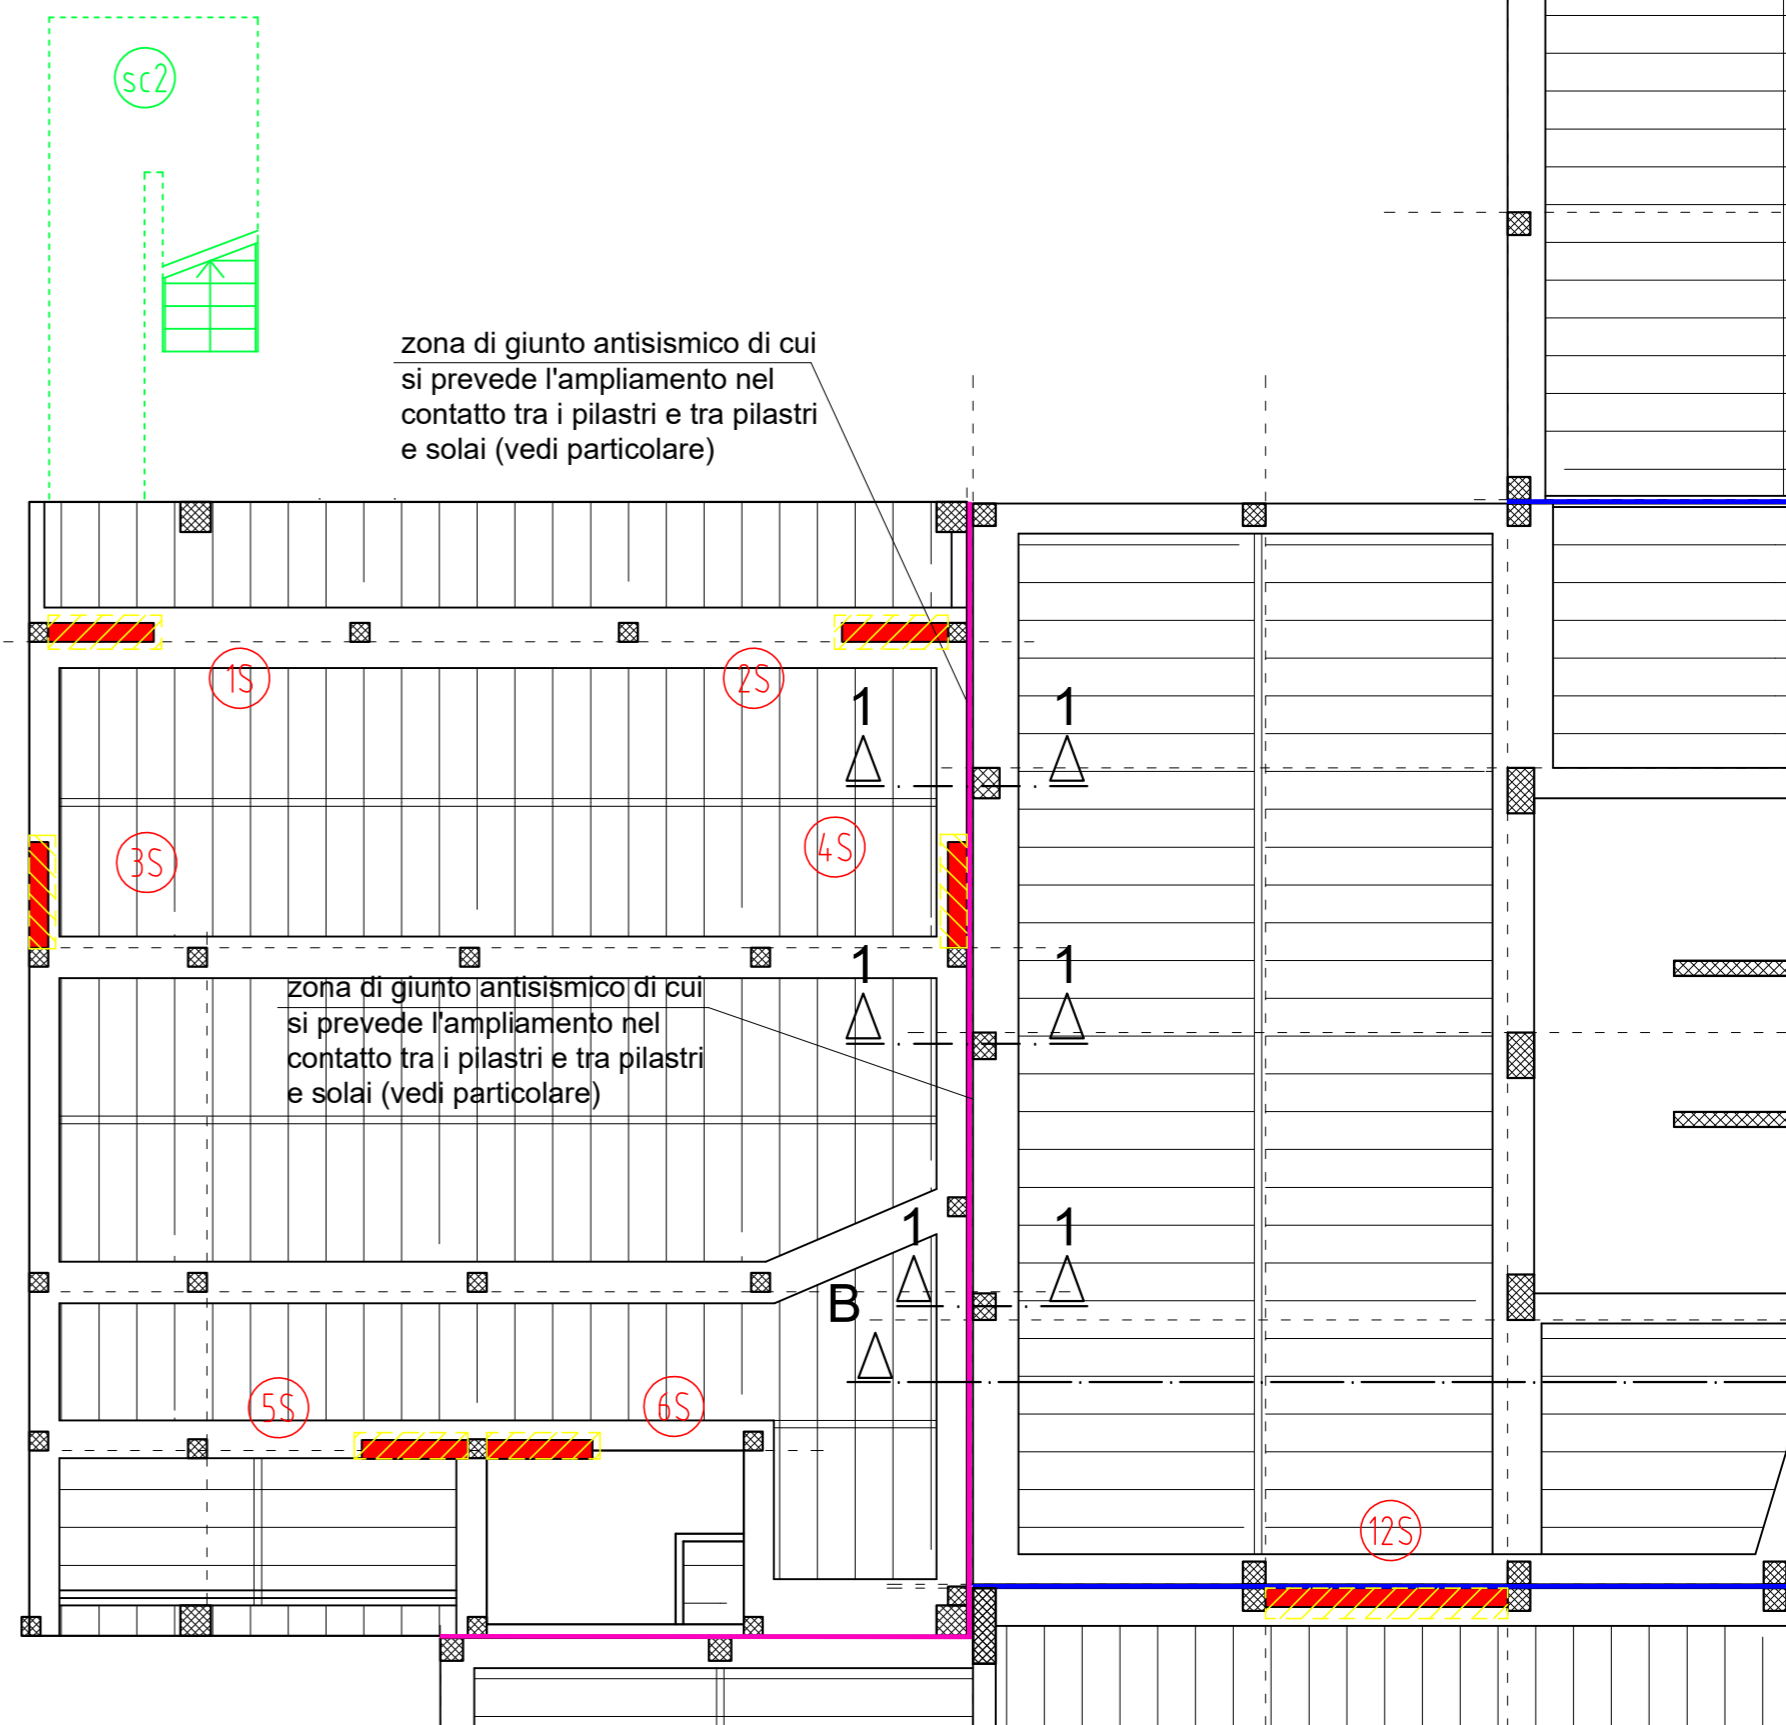 sc2
zona di giunto antisismico di cui
si prevede l'ampliamento nel
contatto tra i pilastri e tra pilastri
e solai (vedi particolare)
1S
2S
1
1
3S
4S
1
1
zona di giunto antisismico di cui
si prevede l'ampliamento nel
contatto tra i pilastri e tra pilastri
e solai (vedi particolare)
1
1
B
5S
6S
12S